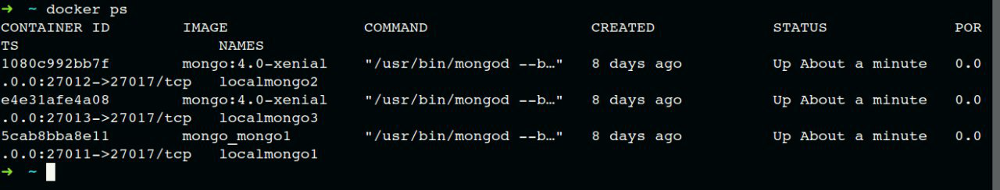 ➜ ~ docker ps
CONTAINER ID IMAGE COMMAND CREATED STATUS POR
TS NAMES
1080c992bb7f mongo:4.0-xenial "/usr/bin/mongod --b…" 8 days ago Up About a minute 0.0
.0.0:27012->27017/tcp localmongo2
e4e31afe4a08 mongo:4.0-xenial "/usr/bin/mongod --b…" 8 days ago Up About a minute 0.0
.0.0:27013->27017/tcp localmongo3
5cab8bba8e11 mongo_mongo1 "/usr/bin/mongod --b…" 8 days ago Up About a minute 0.0
.0.0:27011->27017/tcp localmongo1
➜ ~